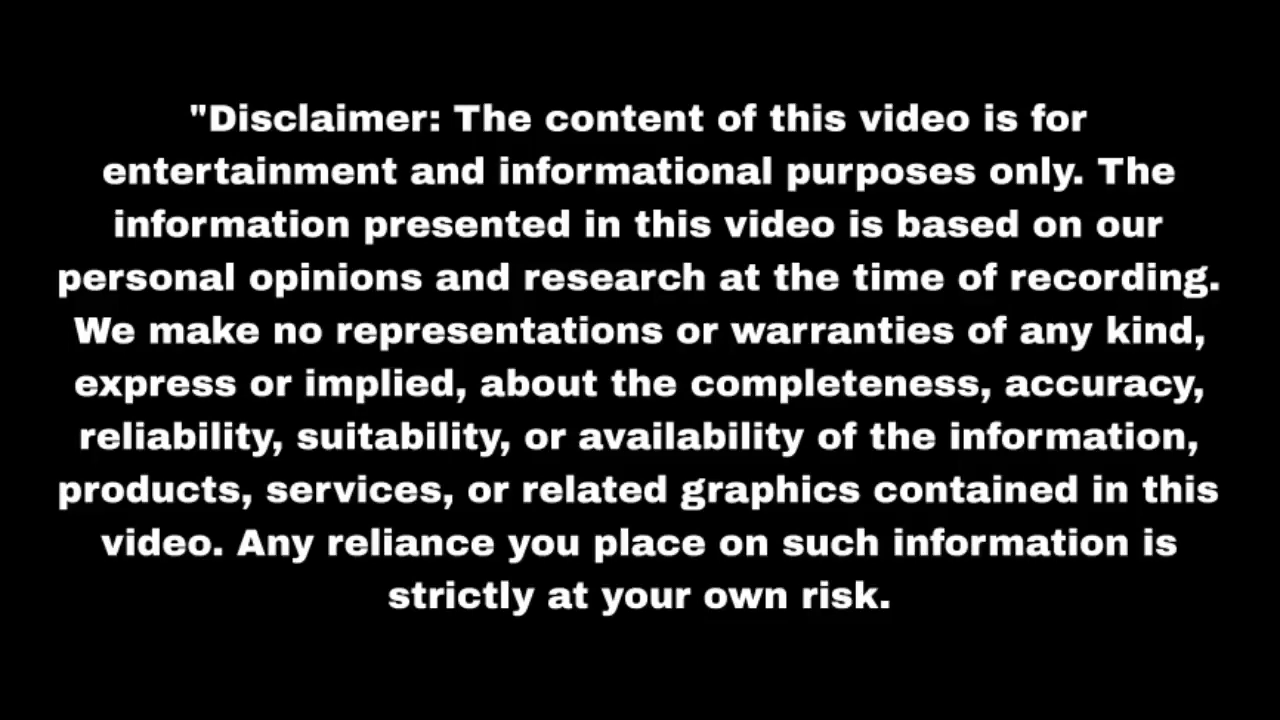 "Disclaimer: The content of this video is for
entertainment and informational purposes only. The
information presented in this video is based on our
personal opinions and research at the time of recording.
We make no representations or warranties of any kind,
express or implied, about the completeness, accuracy,
reliability, suitability, or availability of the information,
products, services, or related graphics contained in this
video. Any reliance you place on such information is
strictly at your own risk.